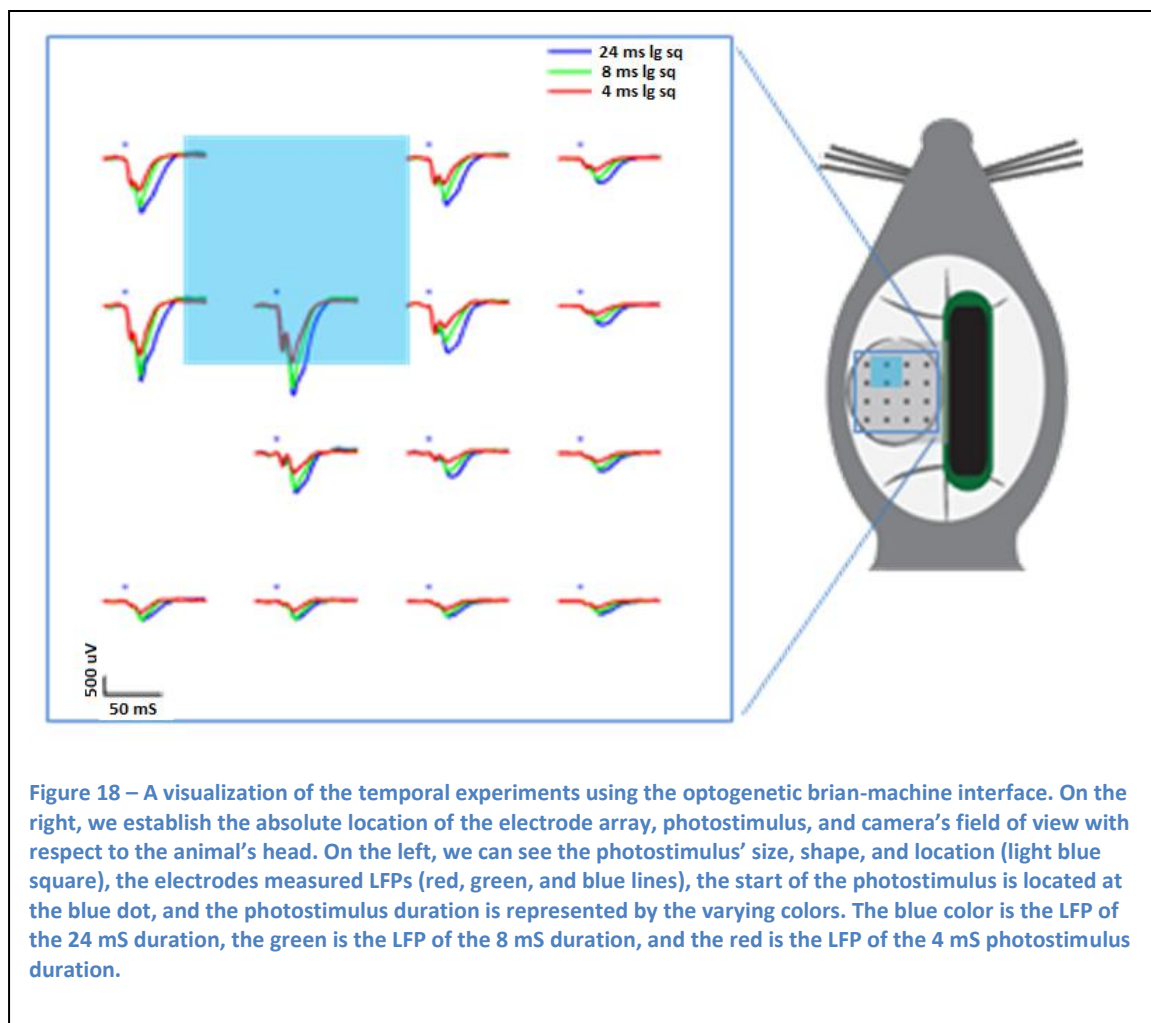 24 ms lg sq
8 ms lg sq
4 ms lg sq
500 uV
50 mS
Figure 18 – A visualization of the temporal experiments using the optogenetic brian-machine interface. On the
right, we establish the absolute location of the electrode array, photostimulus, and camera's field of view with
respect to the animal's head. On the left, we can see the photostimulus' size, shape, and location (light blue
square), the electrodes measured LFPs (red, green, and blue lines), the start of the photostimulus is located at
the blue dot, and the photostimulus duration is represented by the varying colors. The blue color is the LFP of
the 24 mS duration, the green is the LFP of the 8 mS duration, and the red is the LFP of the 4 mS photostimulus
duration.